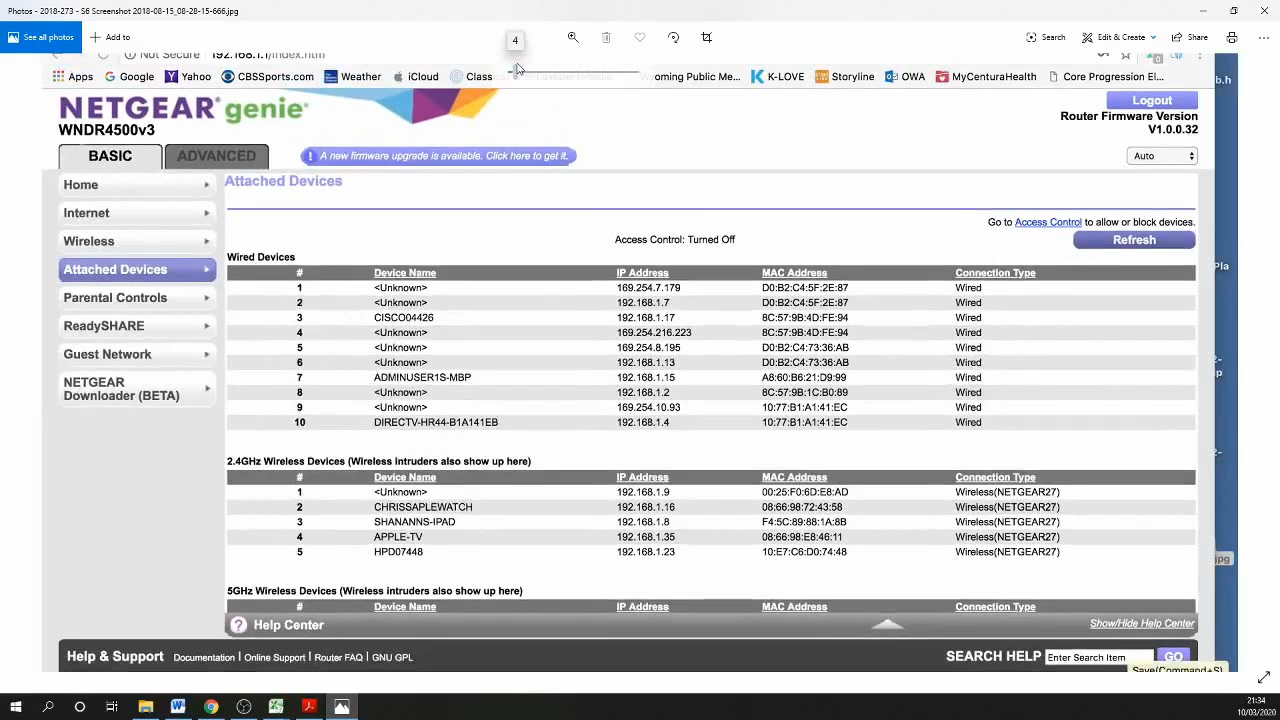 Photos - 2018-273 - S6 Screenshot 2018-08-15_08-28-15-666.jpg
See all photos Add to 4 Search Edit & Create Share
Not Secure 192.168.1.1/index.htm
Apps Google Yahoo CBSSports.com Weather iCloud Class oming Public Me... K-LOVE Storyline OWA MyCenturaHealth Core Progression El...
b.h
NETGEAR genie
Logout
WNDR4500v3
Router Firmware Version
V1.0.0.32
BASIC ADVANCED
A new firmware upgrade is available. Click here to get it.
Auto
Home
Internet
Wireless
Attached Devices
Parental Controls
ReadySHARE
Guest Network
NETGEAR
Downloader (BETA)
Attached Devices
Go to Access Control to allow or block devices.
Access Control: Turned Off
Refresh
Wired Devices
# Device Name IP Address MAC Address Connection Type
1 <Unknown> 169.254.7.179 D0:B2:C4:5F:2E:87 Wired
2 <Unknown> 192.168.1.7 D0:B2:C4:5F:2E:87 Wired
3 CISCO04426 192.168.1.17 8C:57:9B:4D:FE:94 Wired
4 <Unknown> 169.254.216.223 8C:57:9B:4D:FE:94 Wired
5 <Unknown> 169.254.8.195 D0:B2:C4:73:36:AB Wired
6 <Unknown> 192.168.1.13 D0:B2:C4:73:36:AB Wired
7 ADMINUSER1S-MBP 192.168.1.15 A8:60:B6:21:D9:99 Wired
8 <Unknown> 192.168.1.2 8C:57:9B:1C:B0:89 Wired
9 <Unknown> 169.254.10.93 10:77:B1:A1:41:EC Wired
10 DIRECTV-HR44-B1A141EB 192.168.1.4 10:77:B1:A1:41:EC Wired
2.4GHz Wireless Devices (Wireless intruders also show up here)
# Device Name IP Address MAC Address Connection Type
1 <Unknown> 192.168.1.9 00:25:F0:6D:E8:AD Wireless(NETGEAR27)
2 CHRISSAPLEWATCH 192.168.1.16 08:66:98:72:43:58 Wireless(NETGEAR27)
3 SHANANNS-IPAD 192.168.1.8 F4:5C:89:88:1A:8B Wireless(NETGEAR27)
4 APPLE-TV 192.168.1.35 08:66:98:E8:46:11 Wireless(NETGEAR27)
5 HPD07448 192.168.1.23 10:E7:C6:D0:74:48 Wireless(NETGEAR27)
5GHz Wireless Devices (Wireless intruders also show up here)
# Device Name IP Address MAC Address Connection Type
Pla
2-
jp
2-
jpg
? Help Center
Show/Hide Help Center
Help & Support Documentation | Online Support | Router FAQ | GNU GPL
SEARCH HELP Enter Search Item GO
Save(Command+S)
21:34
10/03/2020